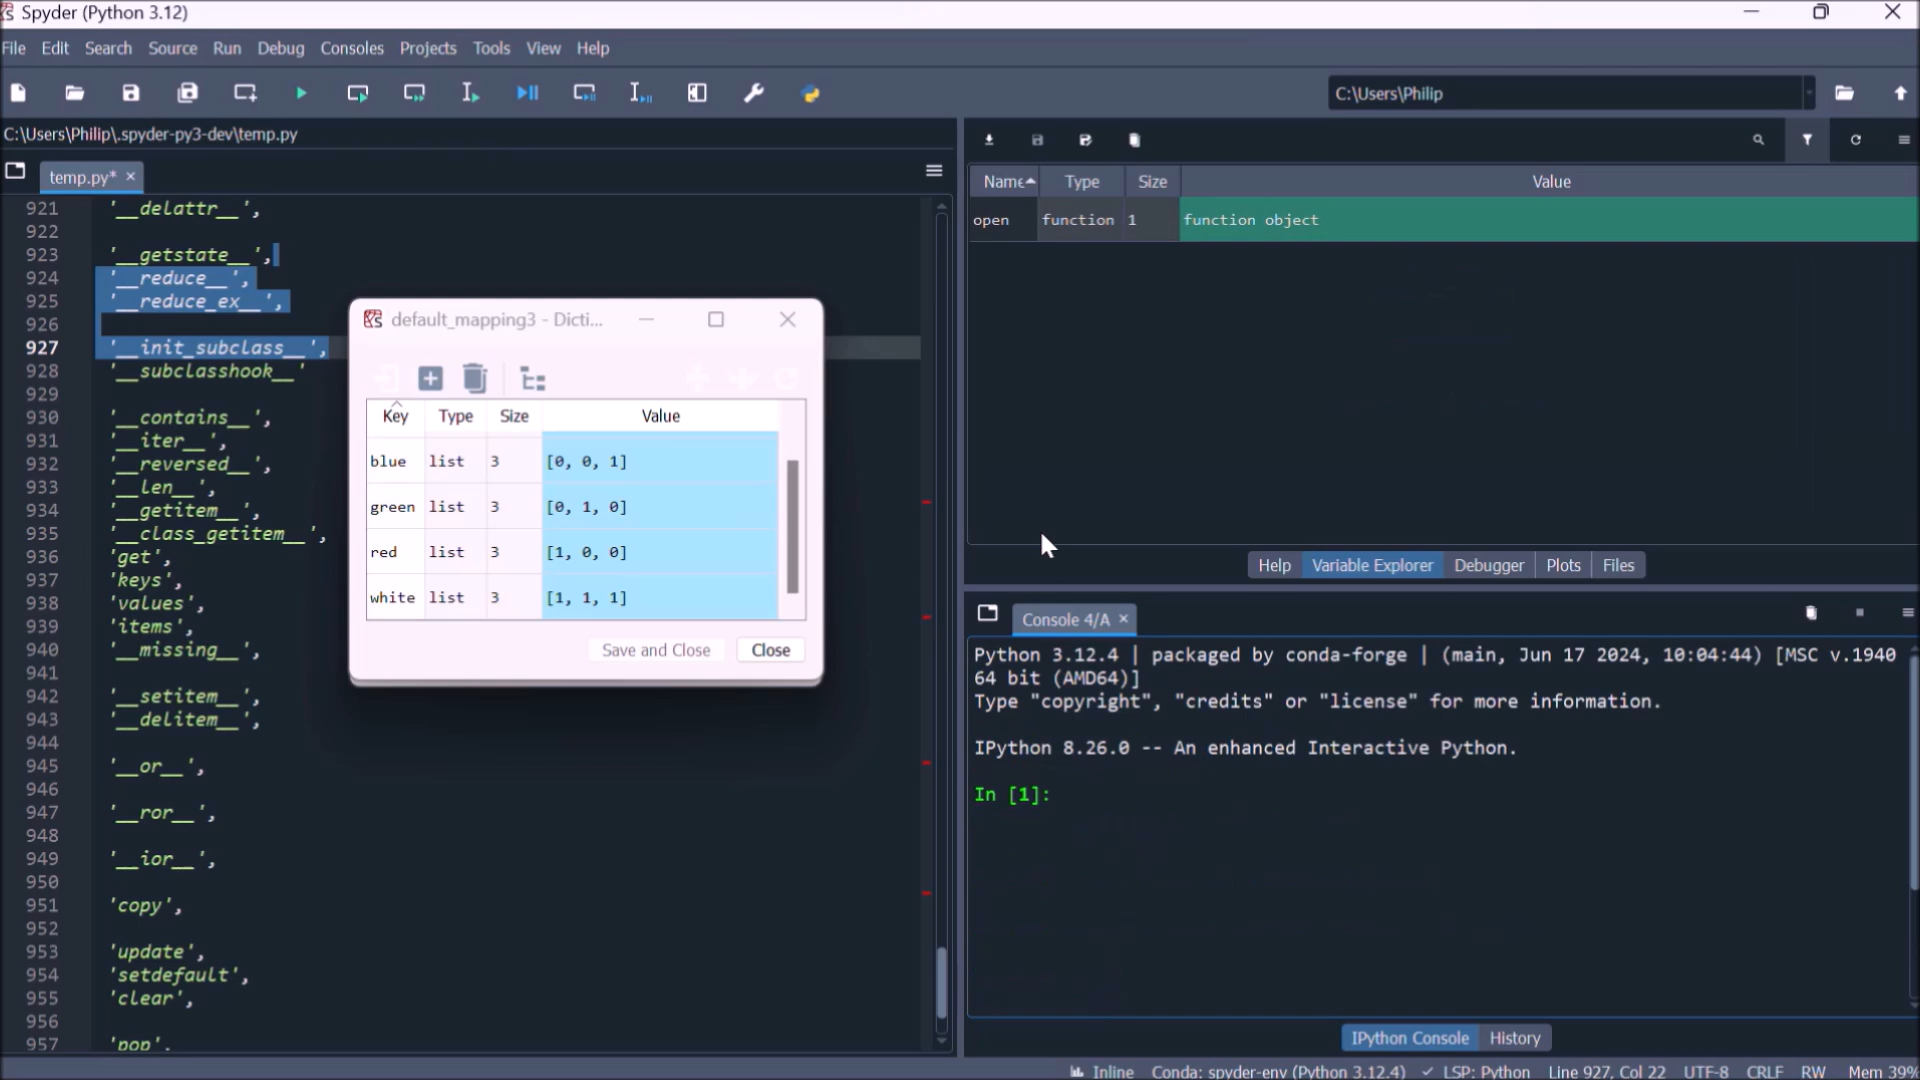 Spyder (Python 3.12)
File Edit Search Source Run Debug Consoles Projects Tools View Help
C:\Users\Philip
C:\Users\Philip\.spyder-py3-dev\temp.py
temp.py*
921 '__delattr__',
922
923 '__getstate__',
924 '__reduce__',
925 '__reduce_ex__',
926
927 '__init_subclass__',
928 '__subclasshook__'
929
930 '__contains__',
931 '__iter__',
932 '__reversed__',
933 '__len__',
934 '__getitem__',
935 '__class_getitem__',
936 'get',
937 'keys',
938 'values',
939 'items',
940 '__missing__',
941
942 '__setitem__',
943 '__delitem__',
944
945 '__or__',
946
947 '__ror__',
948
949 '__ior__',
950
951 'copy',
952
953 'update',
954 'setdefault',
955 'clear',
956
957 'pop',
default_mapping3 - Dicti...
Key Type Size Value
blue list 3 [0, 0, 1]
green list 3 [0, 1, 0]
red list 3 [1, 0, 0]
white list 3 [1, 1, 1]
Save and Close Close
Name Type Size Value
open function 1 function object
Help Variable Explorer Debugger Plots Files
Console 4/A
Python 3.12.4 | packaged by conda-forge | (main, Jun 17 2024, 10:04:44) [MSC v.1940
64 bit (AMD64)]
Type "copyright", "credits" or "license" for more information.
IPython 8.26.0 -- An enhanced Interactive Python.
In [1]:
IPython Console History
Inline Conda: spyder-env (Python 3.12.4) LSP: Python Line 927, Col 22 UTF-8 CRLF RW Mem 39%